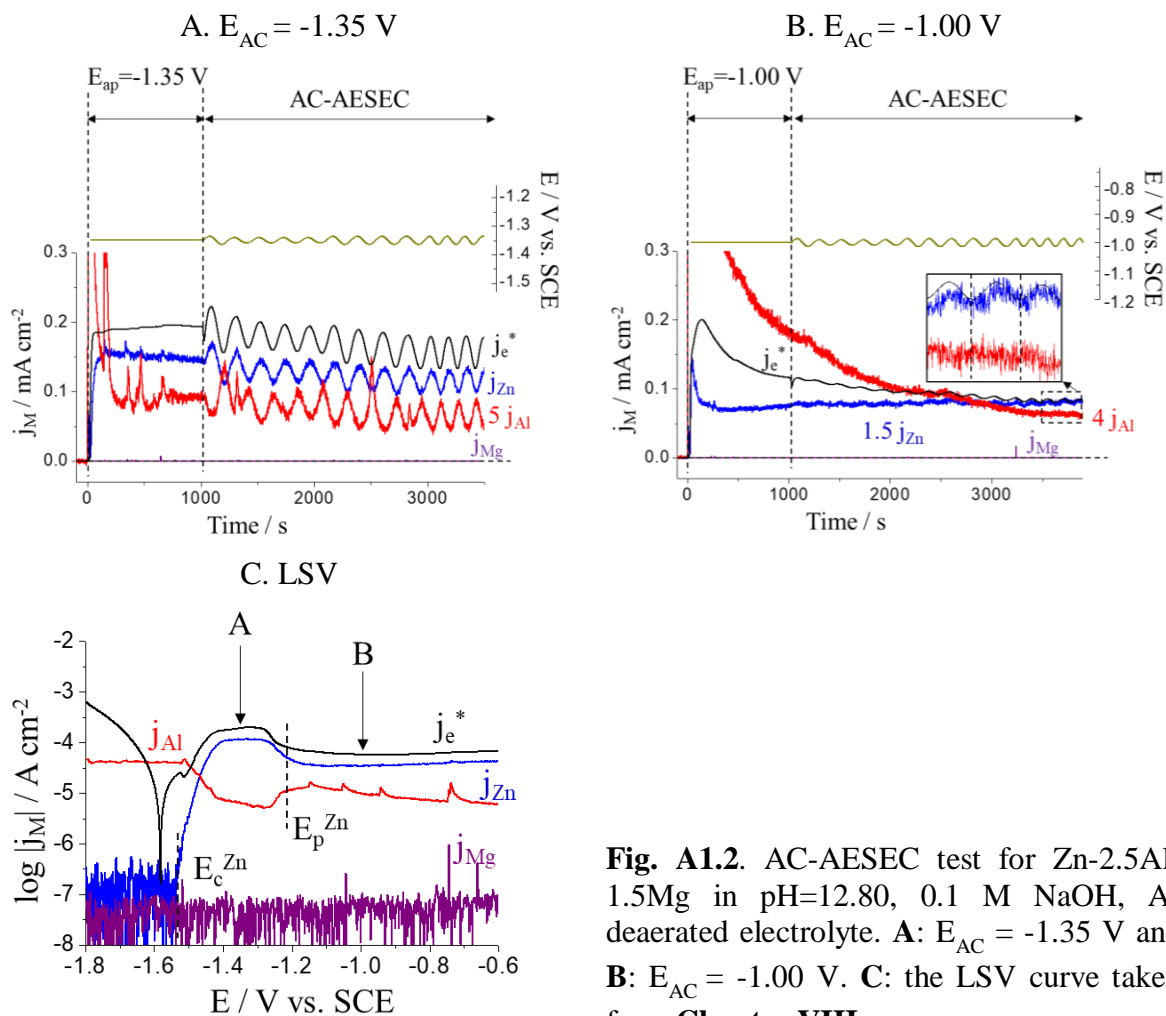 A. E_AC = -1.35 V
B. E_AC = -1.00 V
E_ap=-1.35 V
AC-AESEC
-1.2
-1.3
-1.4
-1.5
E / V vs. SCE
0.3
0.2
0.1
0.0
j_M / mA cm⁻²
j_e*
j_Zn
5 j_Al
j_Mg
0
1000
2000
3000
Time / s
E_ap=-1.00 V
AC-AESEC
-0.8
-0.9
-1.0
-1.1
-1.2
E / V vs. SCE
0.3
0.2
0.1
0.0
j_M / mA cm⁻²
j_e*
1.5 j_Zn
4 j_Al
j_Mg
0
1000
2000
3000
Time / s
C. LSV
A
B
-2
-3
-4
-5
-6
-7
-8
log |j_M| / A cm⁻²
j_Al
j_e*
j_Zn
E_p^Zn
E_c^Zn
j_Mg
-1.8
-1.6
-1.4
-1.2
-1.0
-0.8
-0.6
E / V vs. SCE
Fig. A1.2. AC-AESEC test for Zn-2.5Al
1.5Mg in pH=12.80, 0.1 M NaOH, A
deaerated electrolyte. A: E_AC = -1.35 V an
B: E_AC = -1.00 V. C: the LSV curve take